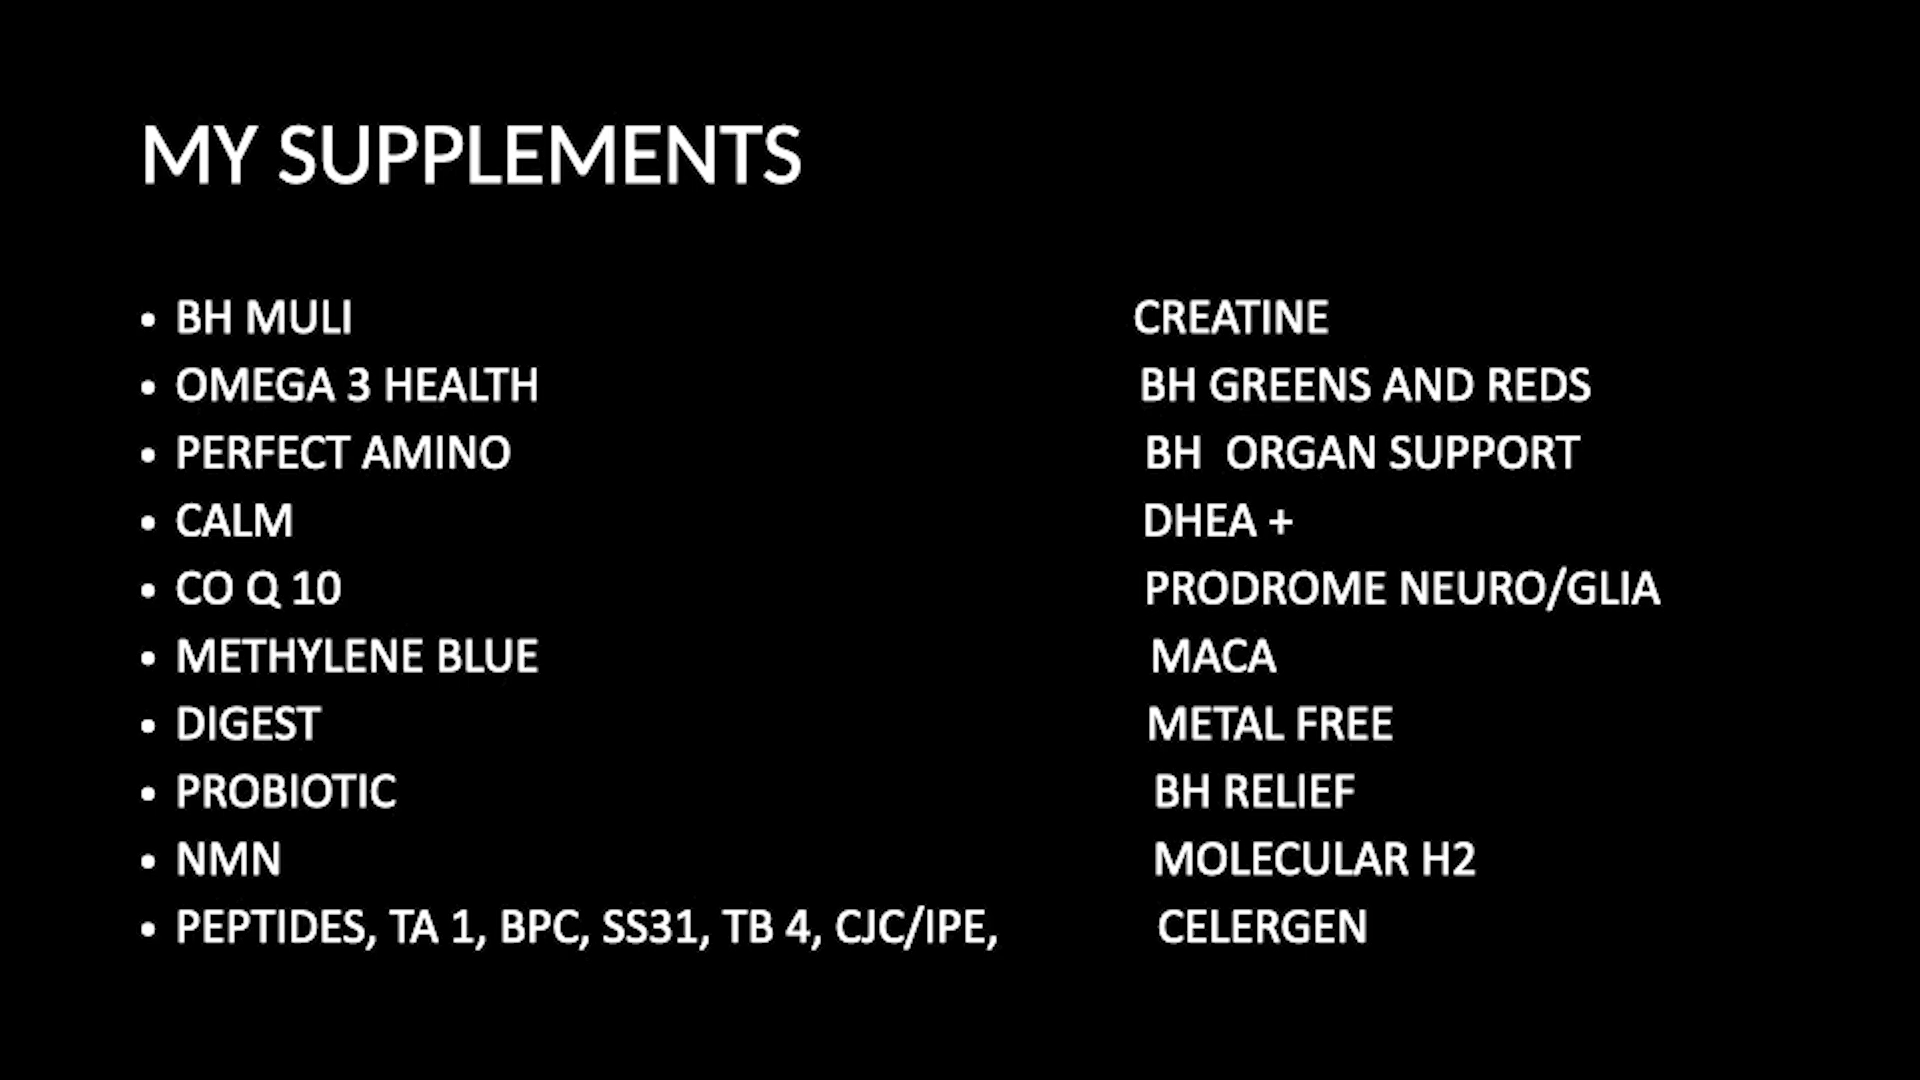 MY SUPPLEMENTS
• BH MULI
• OMEGA 3 HEALTH
• PERFECT AMINO
• CALM
• CO Q 10
• METHYLENE BLUE
• DIGEST
• PROBIOTIC
• NMN
• PEPTIDES, TA 1, BPC, SS31, TB 4, CJC/IPE,
CREATINE
BH GREENS AND REDS
BH  ORGAN SUPPORT
DHEA +
PRODROME NEURO/GLIA
MACA
METAL FREE
BH RELIEF
MOLECULAR H2
CELERGEN